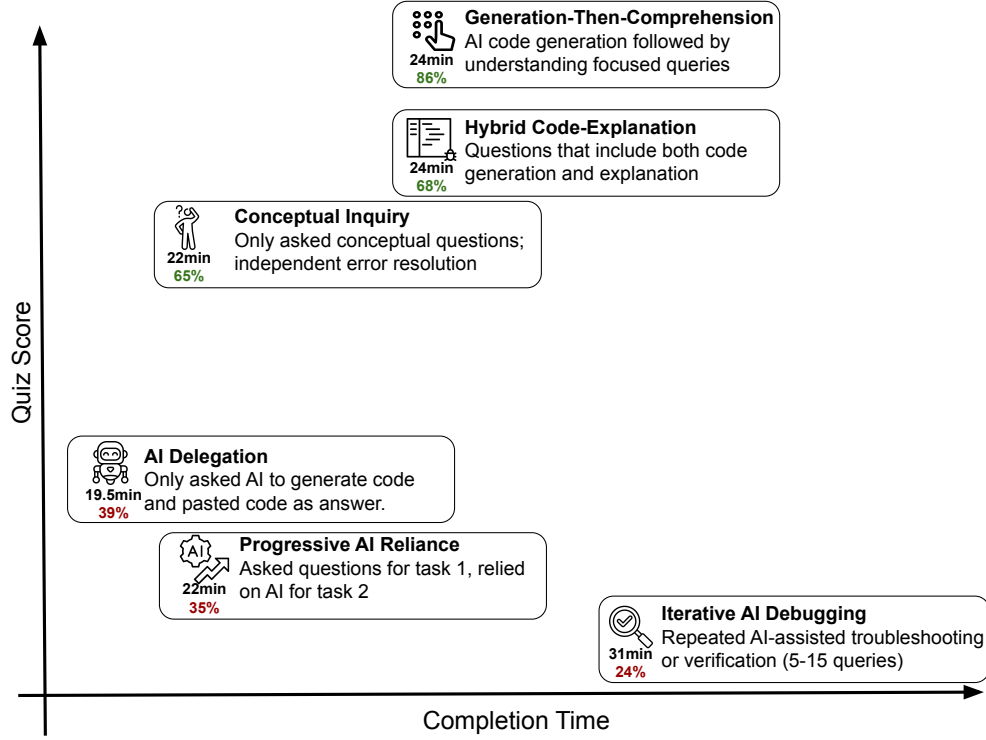 Generation-Then-Comprehension
AI code generation followed by
understanding focused queries
24min
86%
Hybrid Code-Explanation
Questions that include both code
generation and explanation
24min
68%
Conceptual Inquiry
Only asked conceptual questions;
independent error resolution
22min
65%
Quiz Score
AI Delegation
Only asked AI to generate code
and pasted code as answer.
19.5min
39%
AI
Progressive AI Reliance
Asked questions for task 1, relied
on AI for task 2
22min
35%
Iterative AI Debugging
Repeated AI-assisted troubleshooting
or verification (5-15 queries)
31min
24%
Completion Time